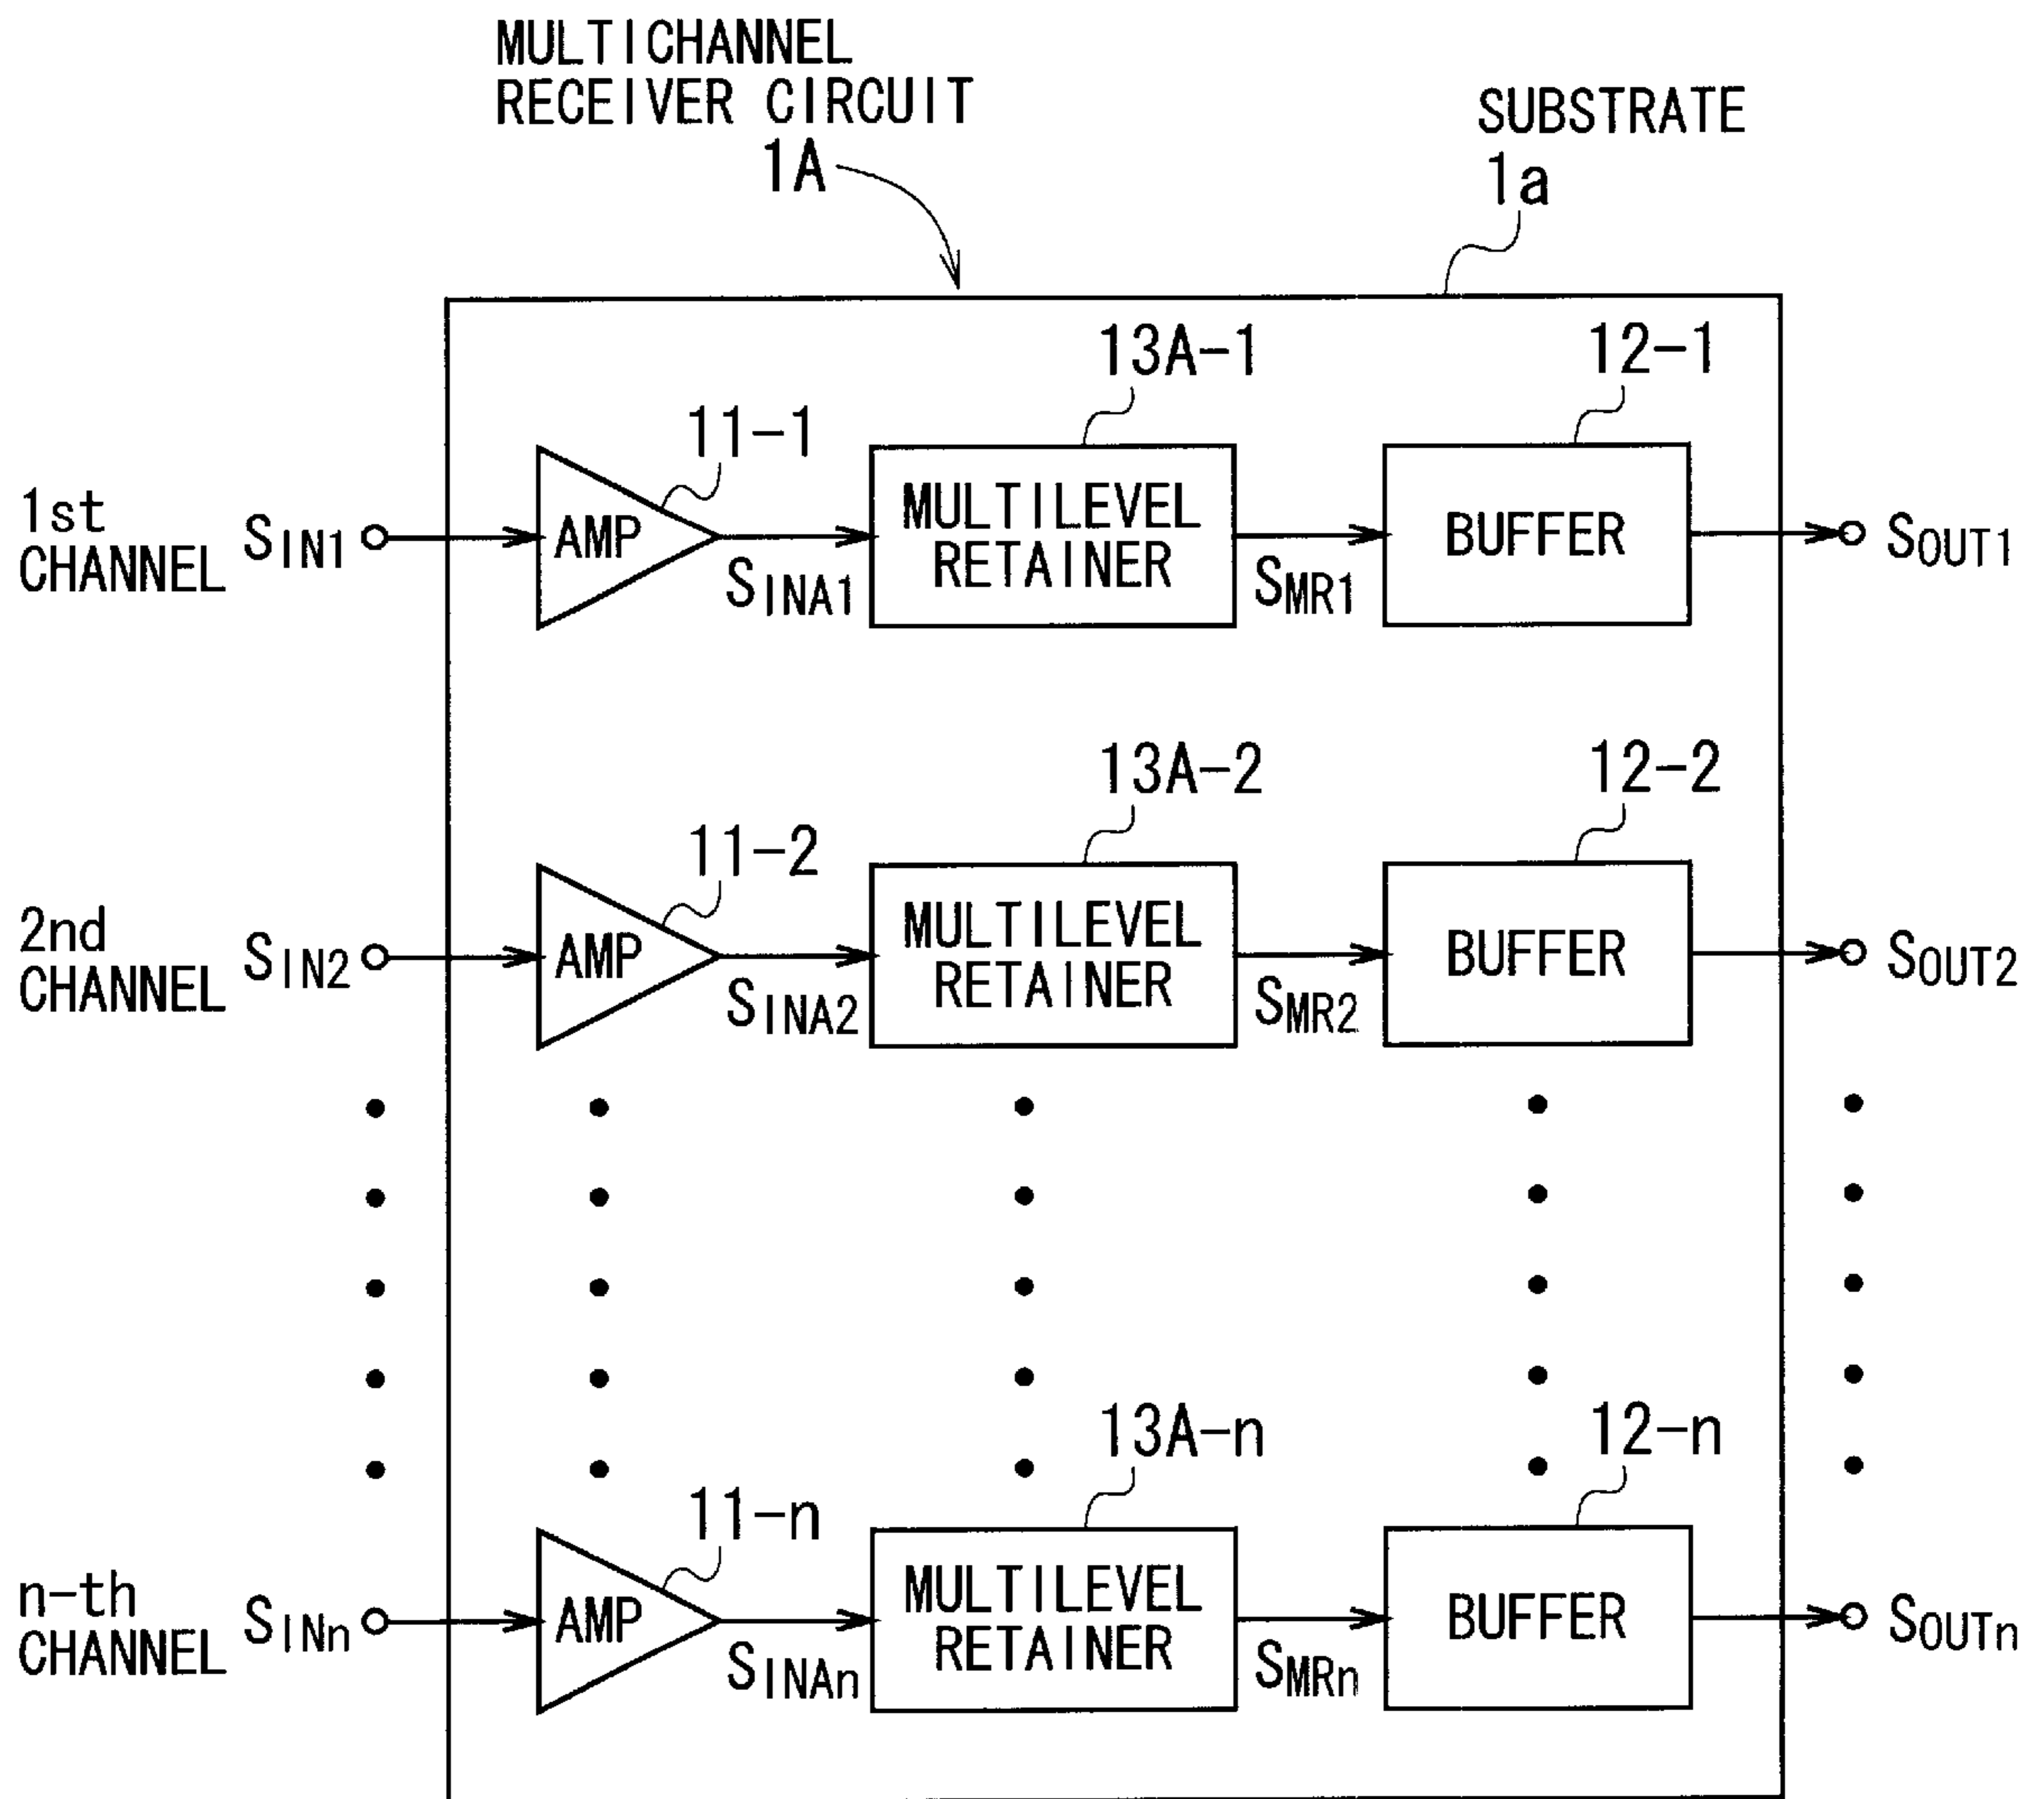 MULTICHANNEL
RECEIVER CIRCUIT
1A
SUBSTRATE
1a
13A-1
12-1
11-1
1st
CHANNEL
SIN1
AMP
SINA1
MULTILEVEL
RETAINER
SMR1
BUFFER
SOUT1
13A-2
12-2
11-2
2nd
CHANNEL
SIN2
AMP
SINA2
MULTILEVEL
RETAINER
SMR2
BUFFER
SOUT2
13A-n
12-n
11-n
n-th
CHANNEL
SINn
AMP
SINAn
MULTILEVEL
RETAINER
SMRn
BUFFER
SOUTn